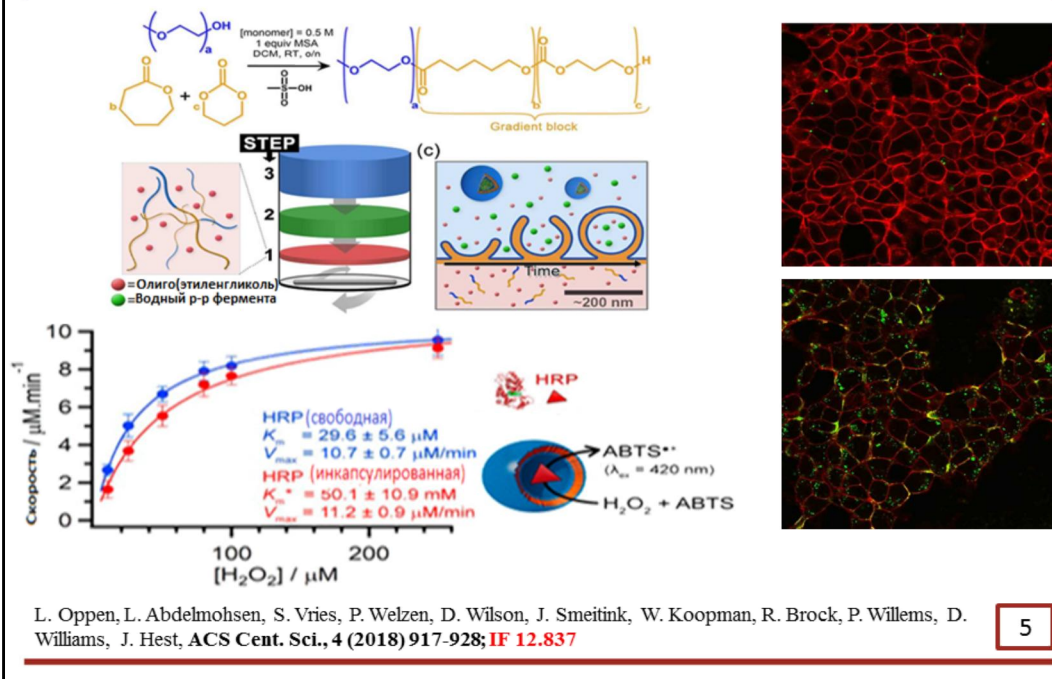 OH
a
[monomer] = 0.5 M
1 equiv MSA
DCM, RT, o/n
O
S
OH
O
b
+
c
a
b
c
H
Gradient block
STEP
3
2
1
=Олиго(этиленгликоль)
=Водный р-р фермента
(c)
Time
~200 nm
Скорость / μM.min-1
10
8
6
4
2
0
100
200
[H2O2] / μM
HRP (свободная)
Km = 29.6 ± 5.6 μM
Vmax = 10.7 ± 0.7 μM/min
HRP (инкапсулированная)
Km* = 50.1 ± 10.9 mM
Vmax = 11.2 ± 0.9 μM/min
HRP
ABTS•+
(λex = 420 nm)
H2O2 + ABTS
L. Oppen, L. Abdelmohsen, S. Vries, P. Welzen, D. Wilson, J. Smeitink, W. Koopman, R. Brock, P. Willems, D.
Williams, J. Hest, ACS Cent. Sci., 4 (2018) 917-928; IF 12.837
5